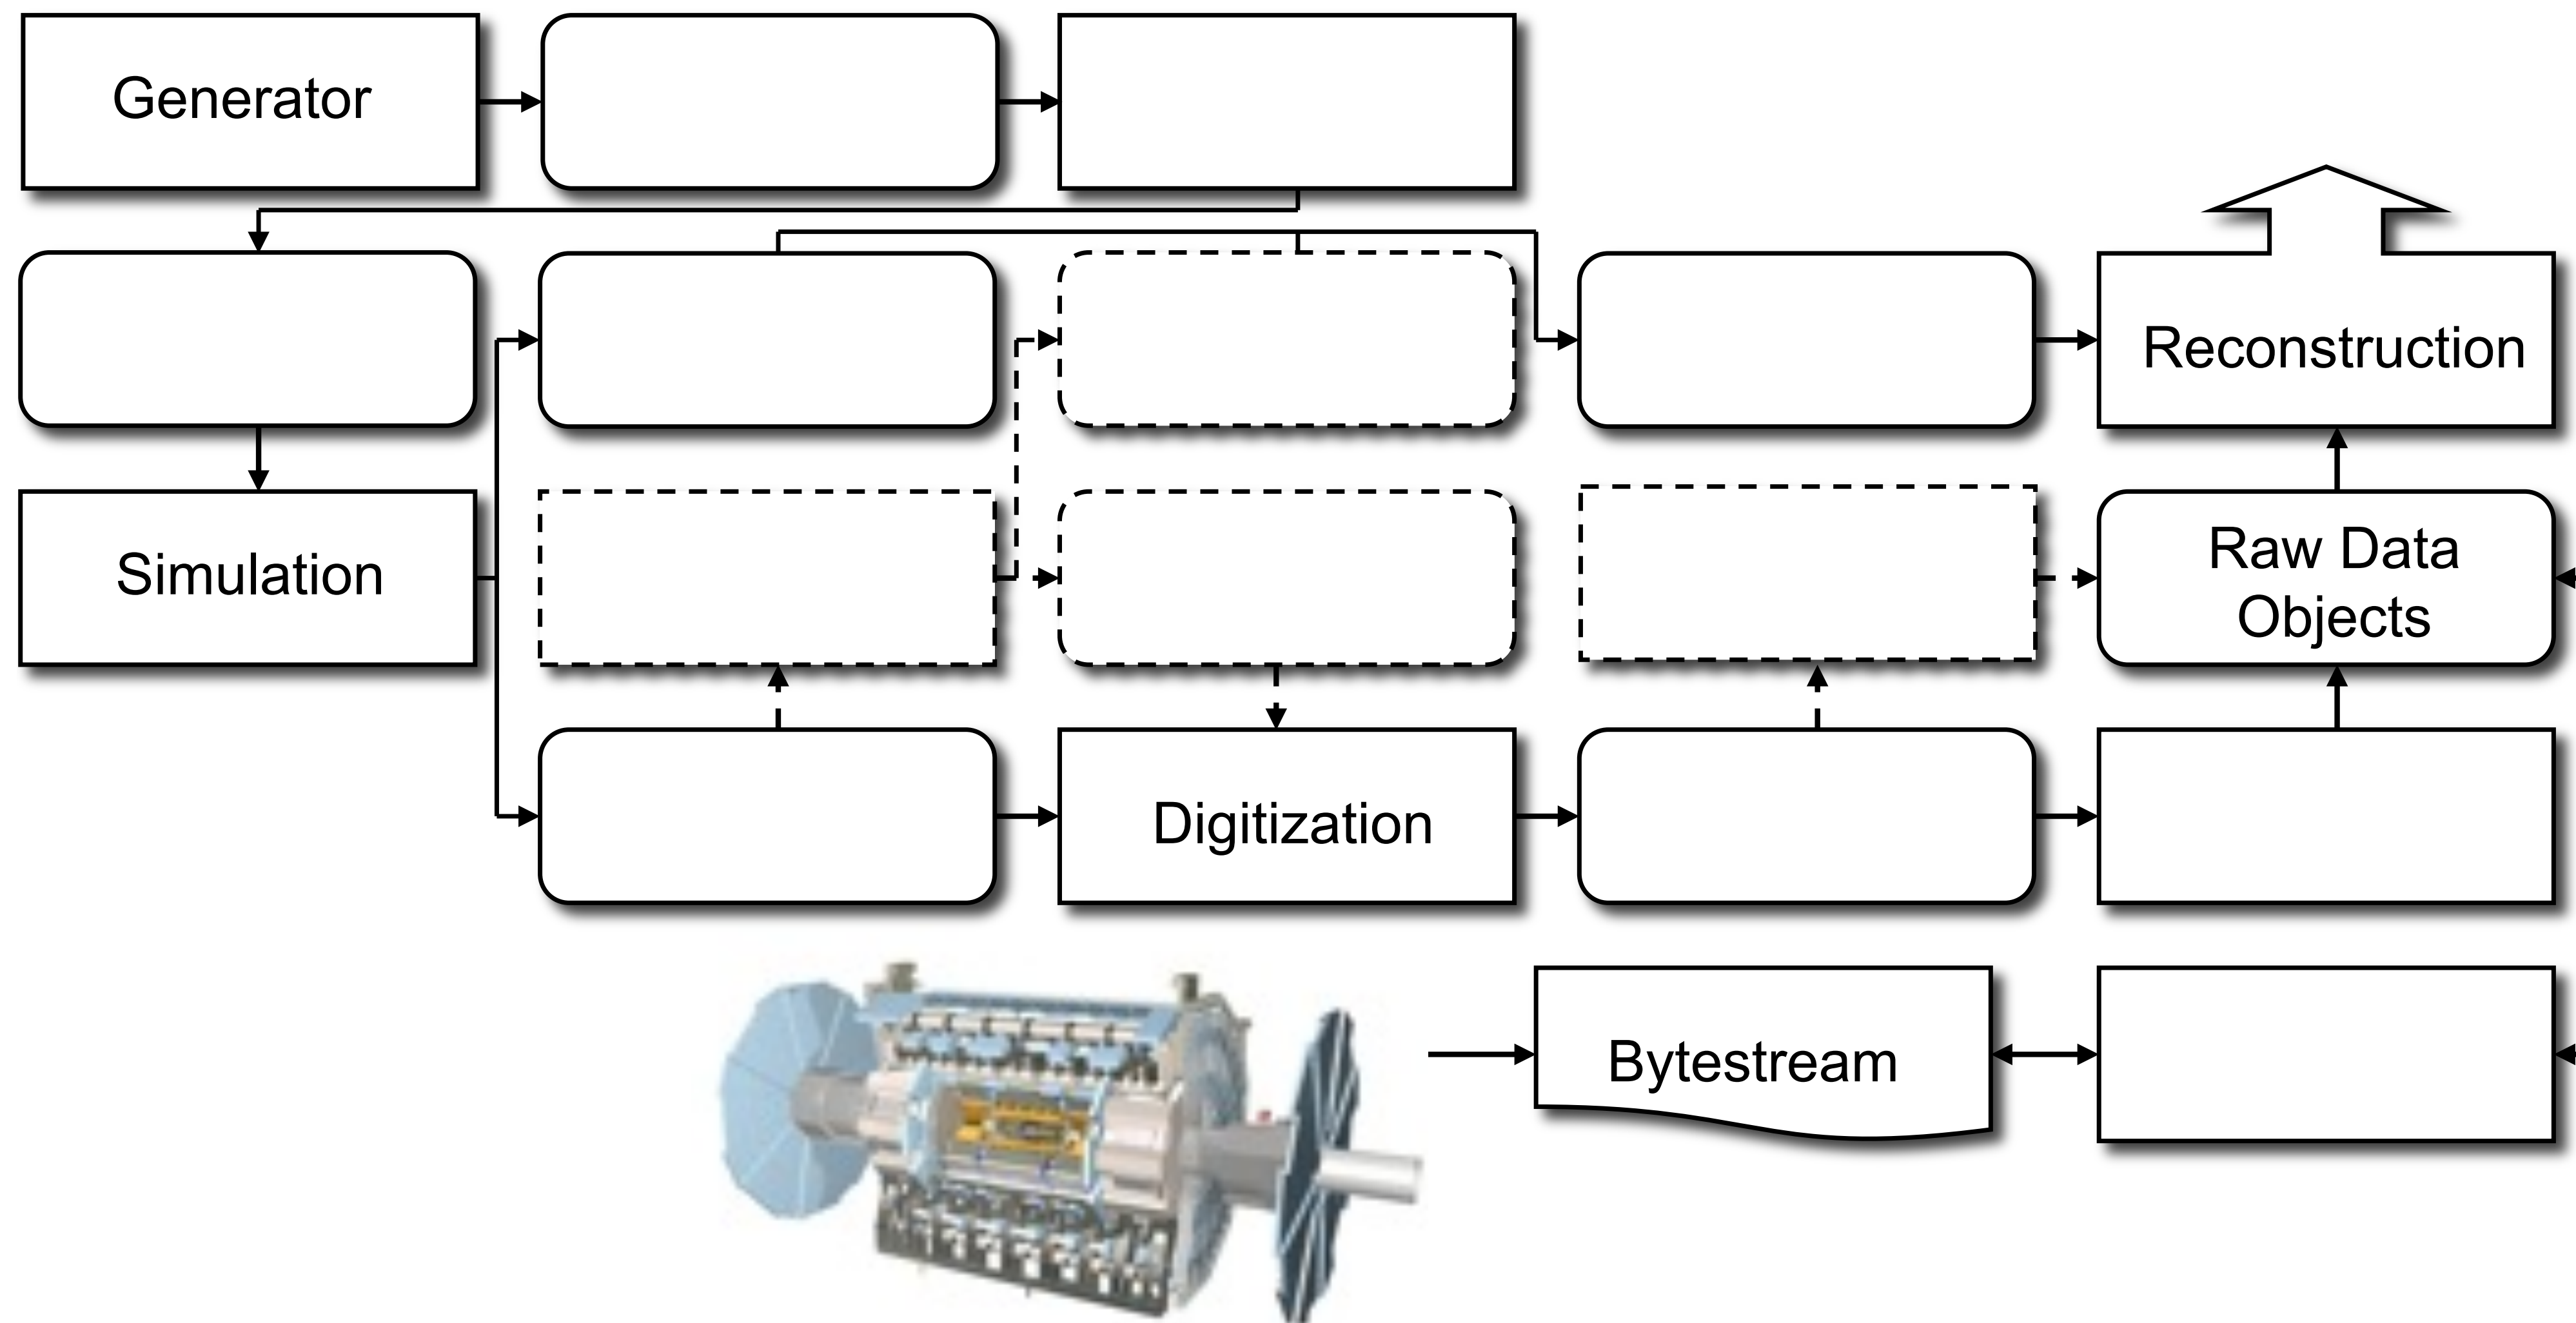 Generator
Reconstruction
Simulation
Raw Data
Objects
Digitization
Bytestream